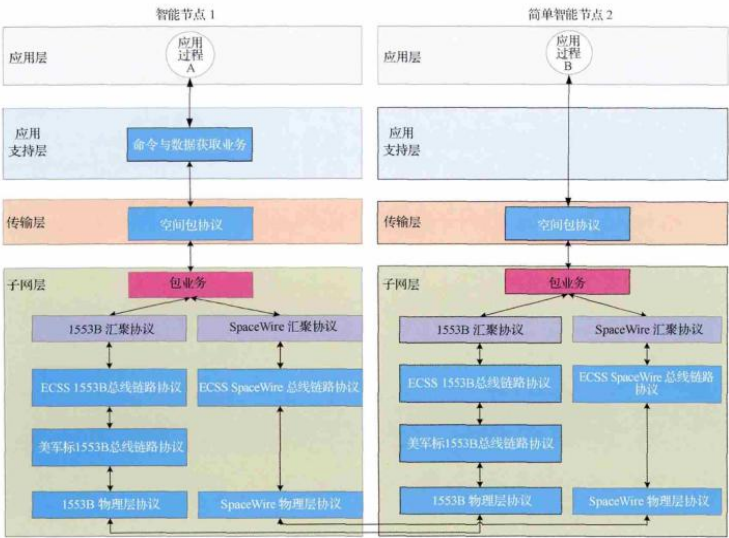 智能节点 1
应用层
应用
过程
A
应用
支持层
命令与数据获取业务
传输层
空间包协议
子网层
包业务
1553B 汇聚协议
SpaceWire 汇聚协议
ECSS 1553B总线链路协议
ECSS SpaceWire 总线链路协议
美军标1553B总线链路协议
1553B 物理层协议
SpaceWire 物理层协议
简单智能节点 2
应用层
应用
过程
B
应用
支持层
传输层
空间包协议
子网层
包业务
1553B 汇聚协议
SpaceWire 汇聚协议
ECSS 1553B总线链路协议
ECSS SpaceWire 总线链路
协议
美军标1553B总线链路协议
1553B 物理层协议
SpaceWire 物理层协议